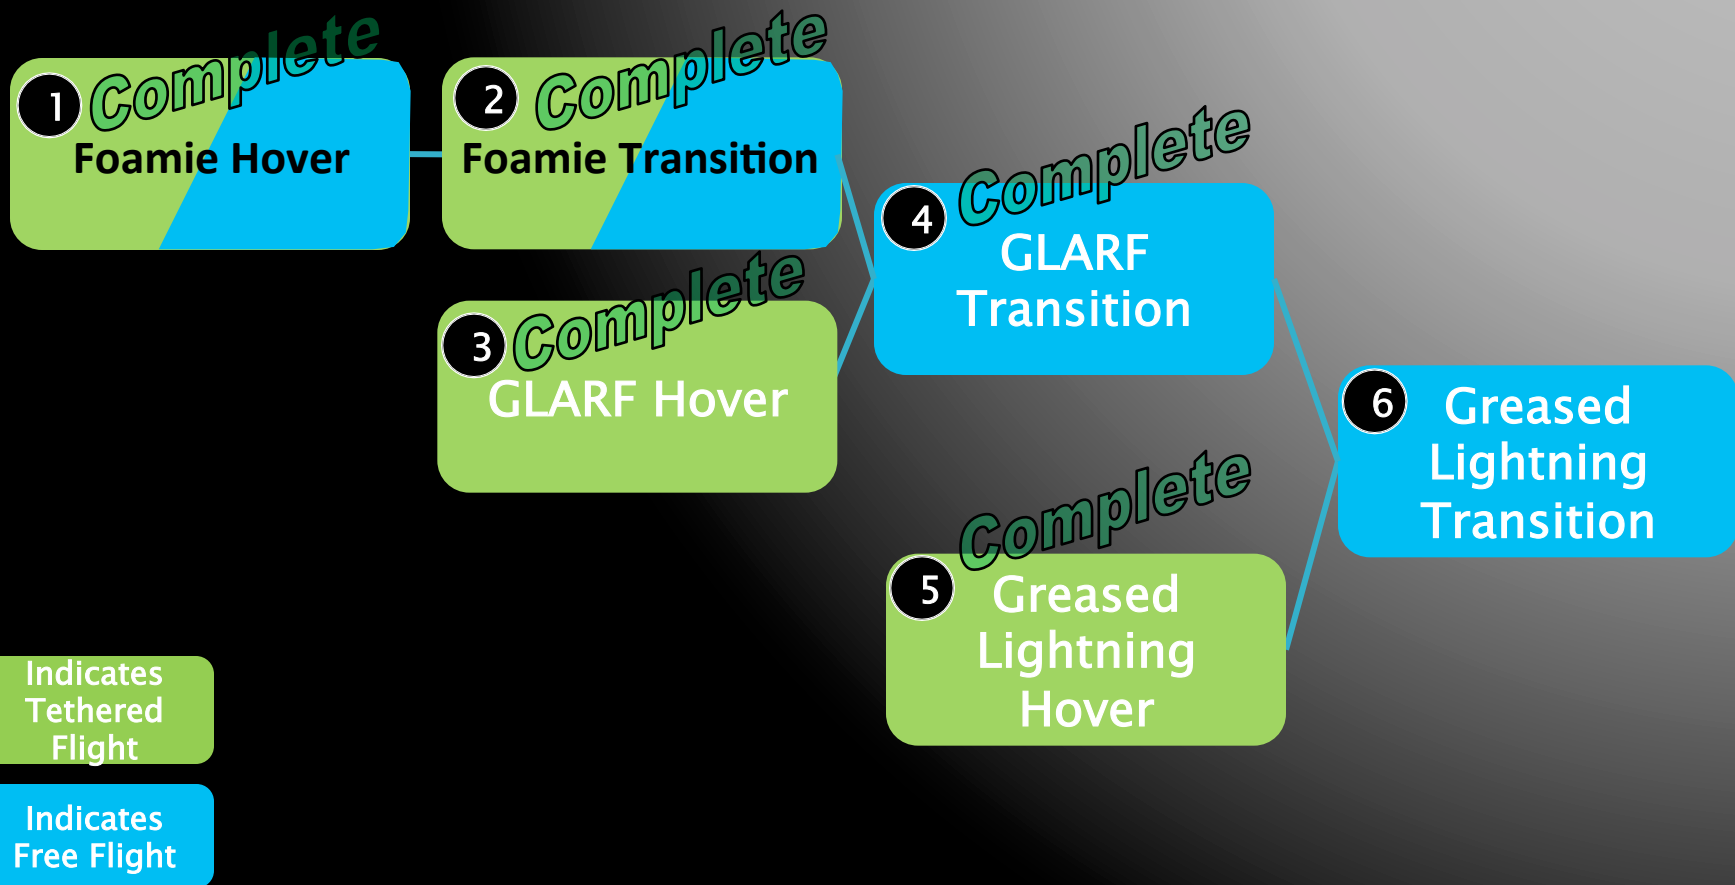 Complete
1
Foamie Hover
Complete
2
Foamie Transition
Complete
3
GLARF Hover
Complete
4
GLARF
Transition
Complete
5
Greased
Lightning
Hover
6
Greased
Lightning
Transition
Indicates
Tethered
Flight
Indicates
Free Flight